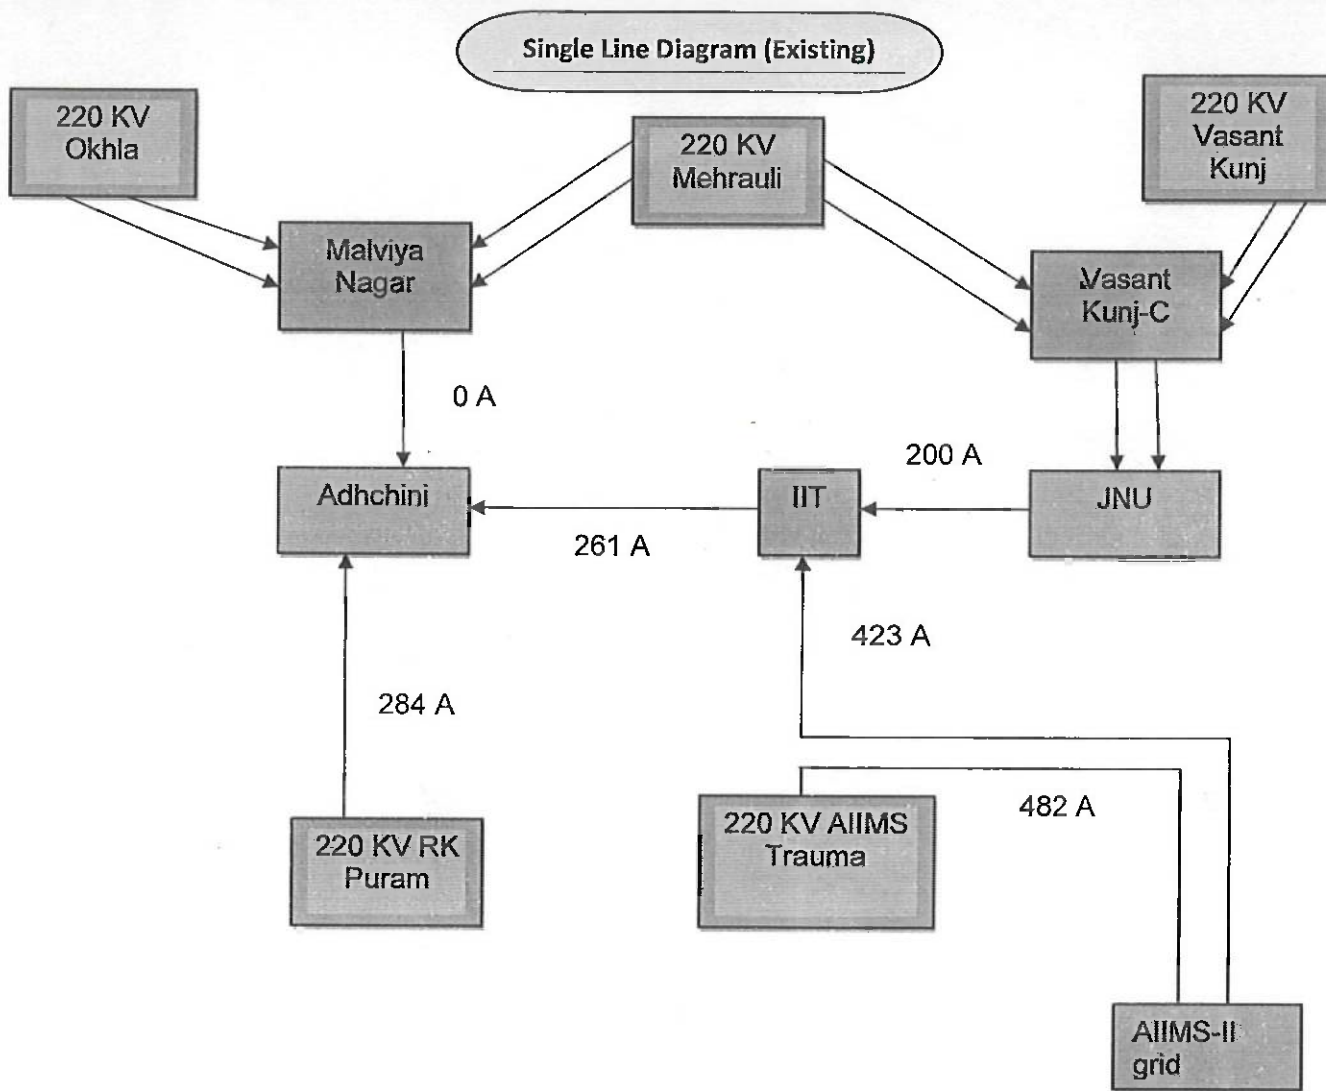 Single Line Diagram (Existing)
220 KV
Okhla
220 KV
Mehrauli
220 KV
Vasant
Kunj
Malviya
Nagar
Vasant
Kunj-C
0 A
200 A
Adhchini
IIT
JNU
261 A
423 A
284 A
482 A
220 KV RK
Puram
220 KV AIIMS
Trauma
AIIMS-II
grid